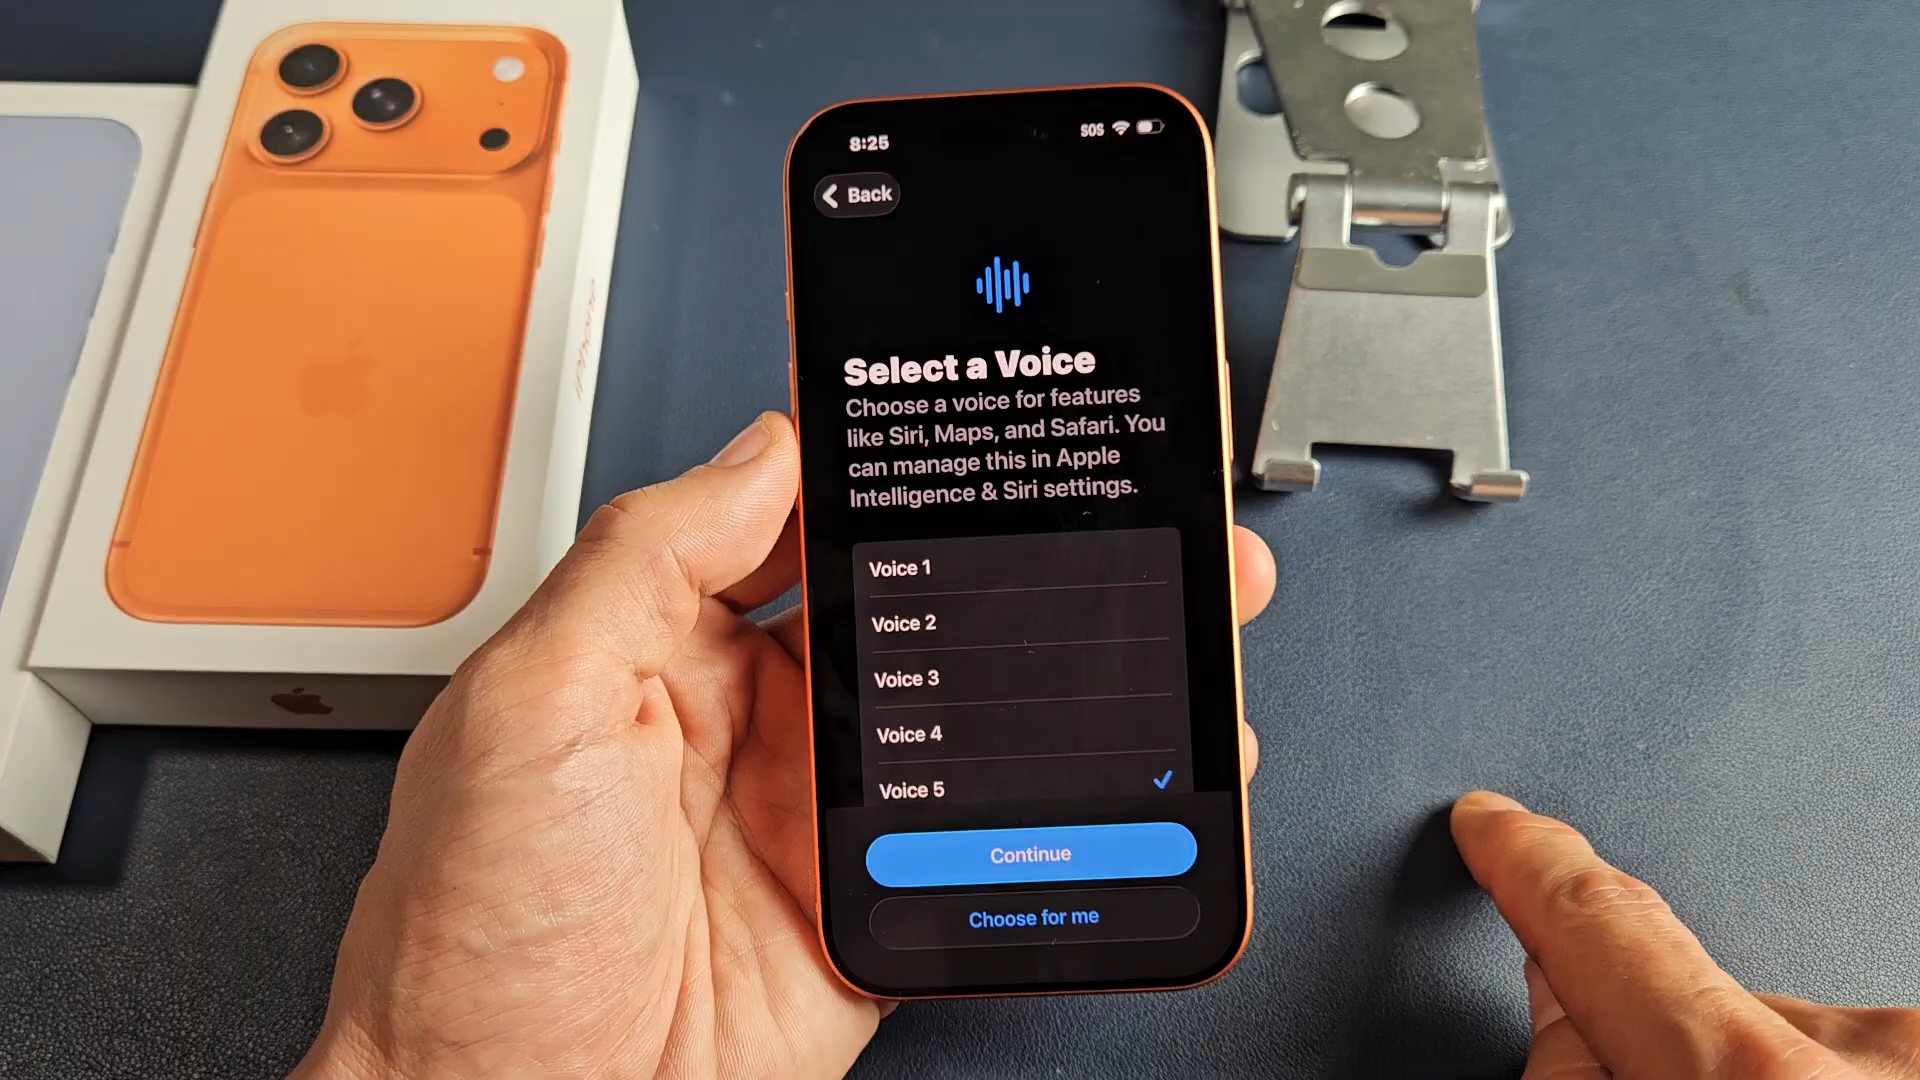 8:25
SOS
Back
Select a Voice
Choose a voice for features
like Siri, Maps, and Safari. You
can manage this in Apple
Intelligence & Siri settings.
Voice 1
Voice 2
Voice 3
Voice 4
Voice 5
Continue
Choose for me
iPhone